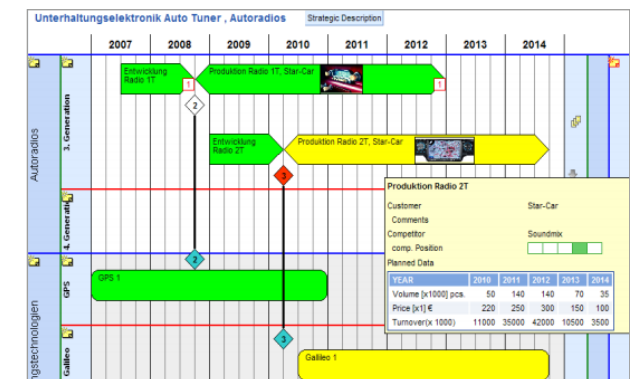 Unterhaltungselektronik Auto Tuner , Autoradios
Strategic Description
2007 2008 2009 2010 2011 2012 2013 2014
Entwicklung
Radio 1T
1
Produktion Radio 1T, Star-Car
1
2
Autoradios
3. Generation
Entwicklung
Radio 2T
Produktion Radio 2T, Star-Car
3
4. Generati
2
GPS
GPS 1
ngstechnologien
3
Galileo
Galileo 1
Produktion Radio 2T
Customer Star-Car
Comments
Competitor Soundmix
comp. Position
Planned Data
YEAR 2010 2011 2012 2013 2014
Volume [x1000] pcs. 50 140 140 70 35
Price [x1] € 220 250 300 150 100
Turnover(x 1000) 11000 35000 42000 10500 3500